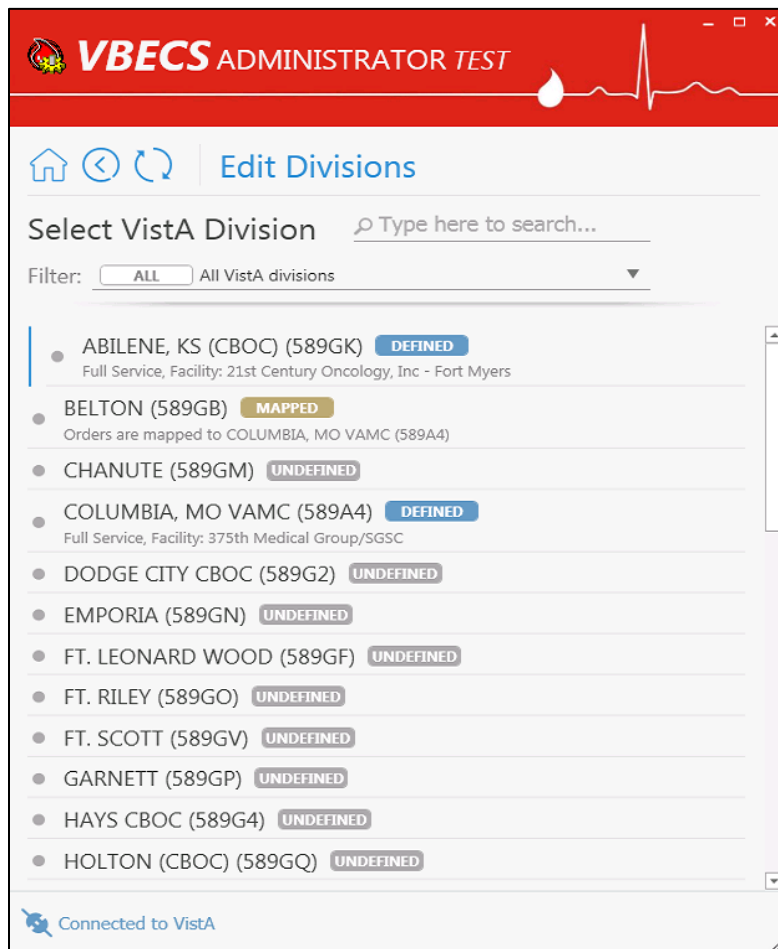 VBECS ADMINISTRATOR TEST
Edit Divisions
Select VistA Division Type here to search...
Filter: ALL All VistA divisions
ABILENE, KS (CBOC) (589GK) DEFINED
Full Service, Facility: 21st Century Oncology, Inc - Fort Myers
BELTON (589GB) MAPPED
Orders are mapped to COLUMBIA, MO VAMC (589A4)
CHANUTE (589GM) UNDEFINED
COLUMBIA, MO VAMC (589A4) DEFINED
Full Service, Facility: 375th Medical Group/SGSC
DODGE CITY CBOC (589G2) UNDEFINED
EMPORIA (589GN) UNDEFINED
FT. LEONARD WOOD (589GF) UNDEFINED
FT. RILEY (589GO) UNDEFINED
FT. SCOTT (589GV) UNDEFINED
GARNETT (589GP) UNDEFINED
HAYS CBOC (589G4) UNDEFINED
HOLTON (CBOC) (589GQ) UNDEFINED
Connected to VistA